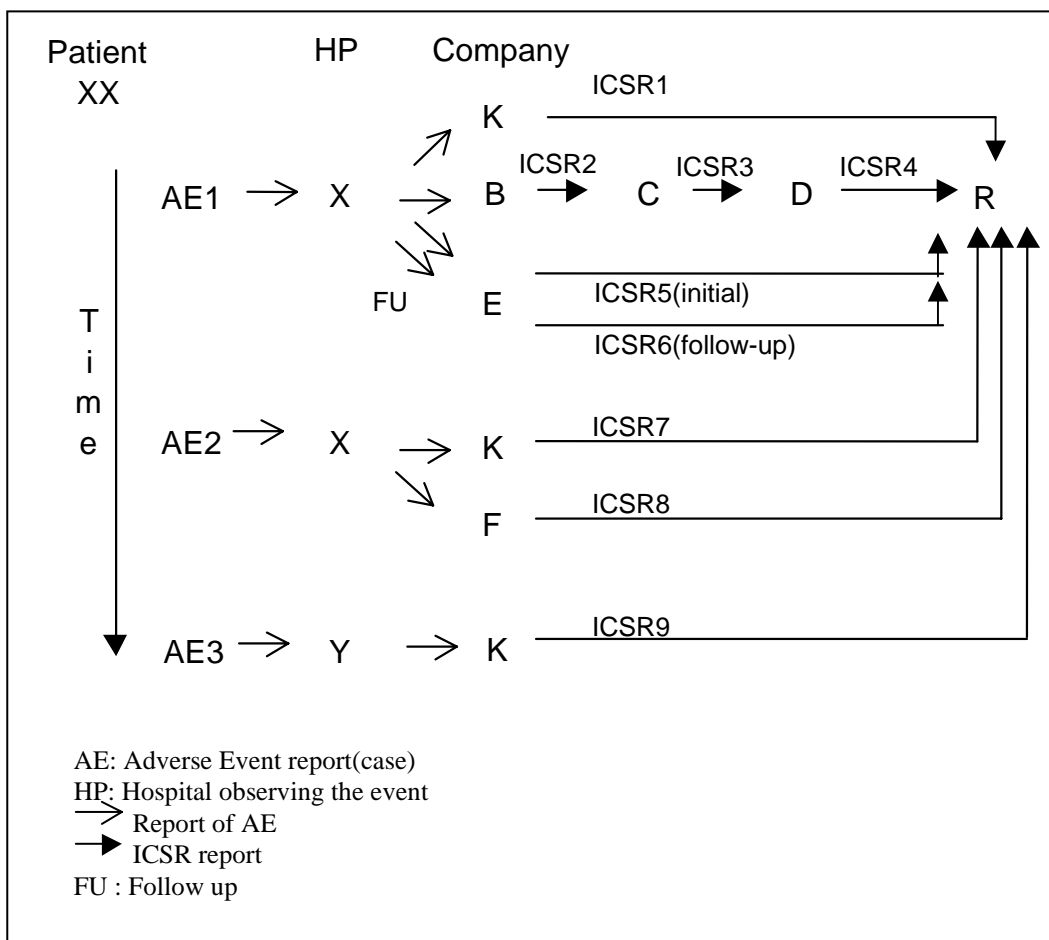 Patient HP Company
XX
ICSR1
K
ICSR2 ICSR3 ICSR4
AE1 X B C D R
FU E
ICSR5(initial)
ICSR6(follow-up)
T
i
m
e
ICSR7
AE2 X K
ICSR8
F
ICSR9
AE3 Y K
AE: Adverse Event report(case)
HP: Hospital observing the event
Report of AE
ICSR report
FU : Follow up